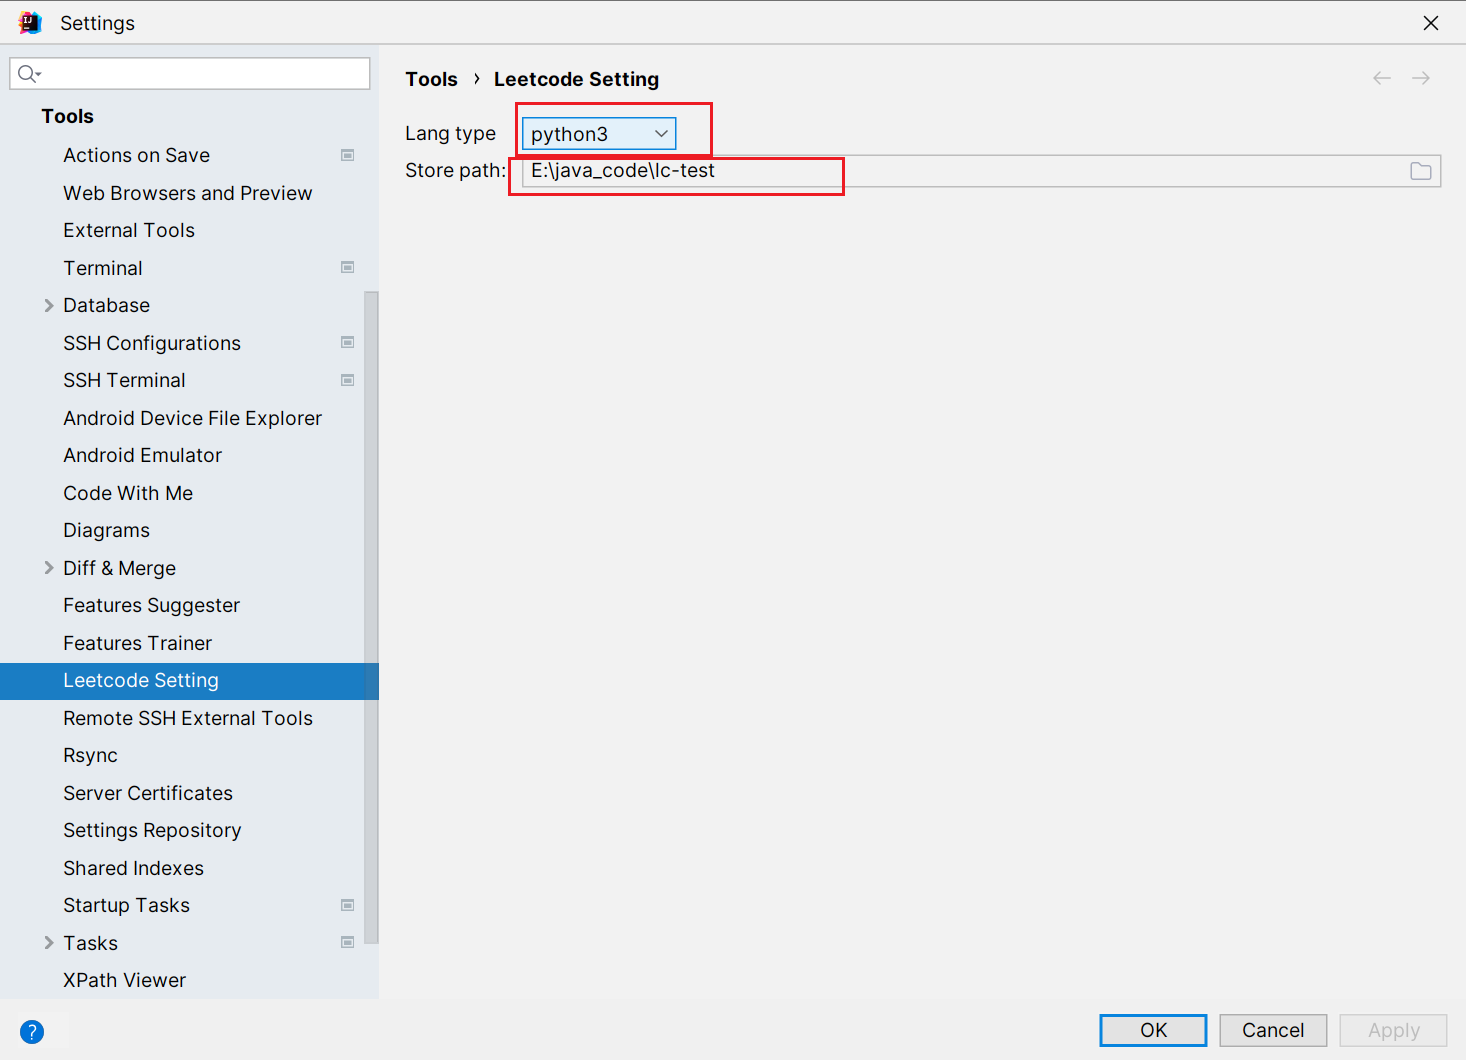 Settings
Tools
Actions on Save
Web Browsers and Preview
External Tools
Terminal
Database
SSH Configurations
SSH Terminal
Android Device File Explorer
Android Emulator
Code With Me
Diagrams
Diff & Merge
Features Suggester
Features Trainer
Leetcode Setting
Remote SSH External Tools
Rsync
Server Certificates
Settings Repository
Shared Indexes
Startup Tasks
Tasks
XPath Viewer
Tools › Leetcode Setting
Lang type python3
Store path: E:\java_code\lc-test
? OK Cancel Apply